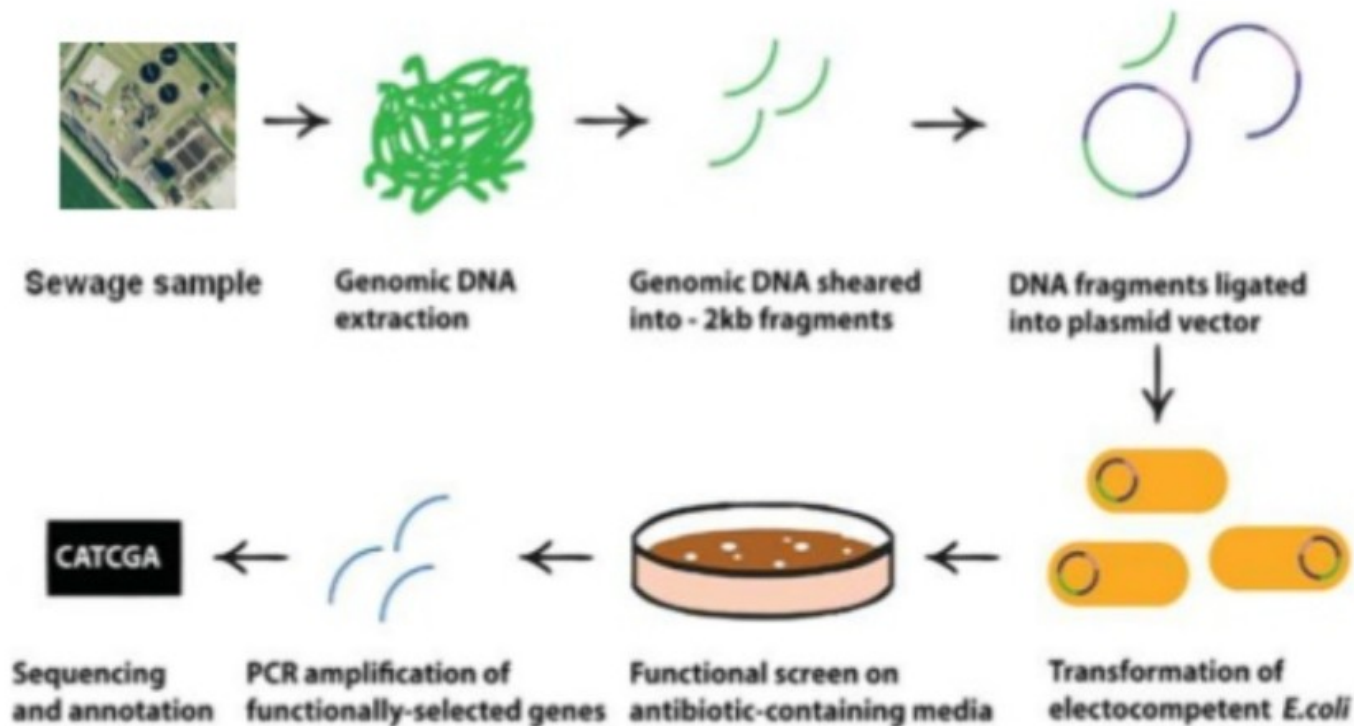 Sewage sample
Genomic DNA
extraction
Genomic DNA sheared
into - 2kb fragments
DNA fragments ligated
into plasmid vector
CATCGA
Sequencing
and annotation
PCR amplification of
functionally-selected genes
Functional screen on
antibiotic-containing media
Transformation of
electocompetent E.coli